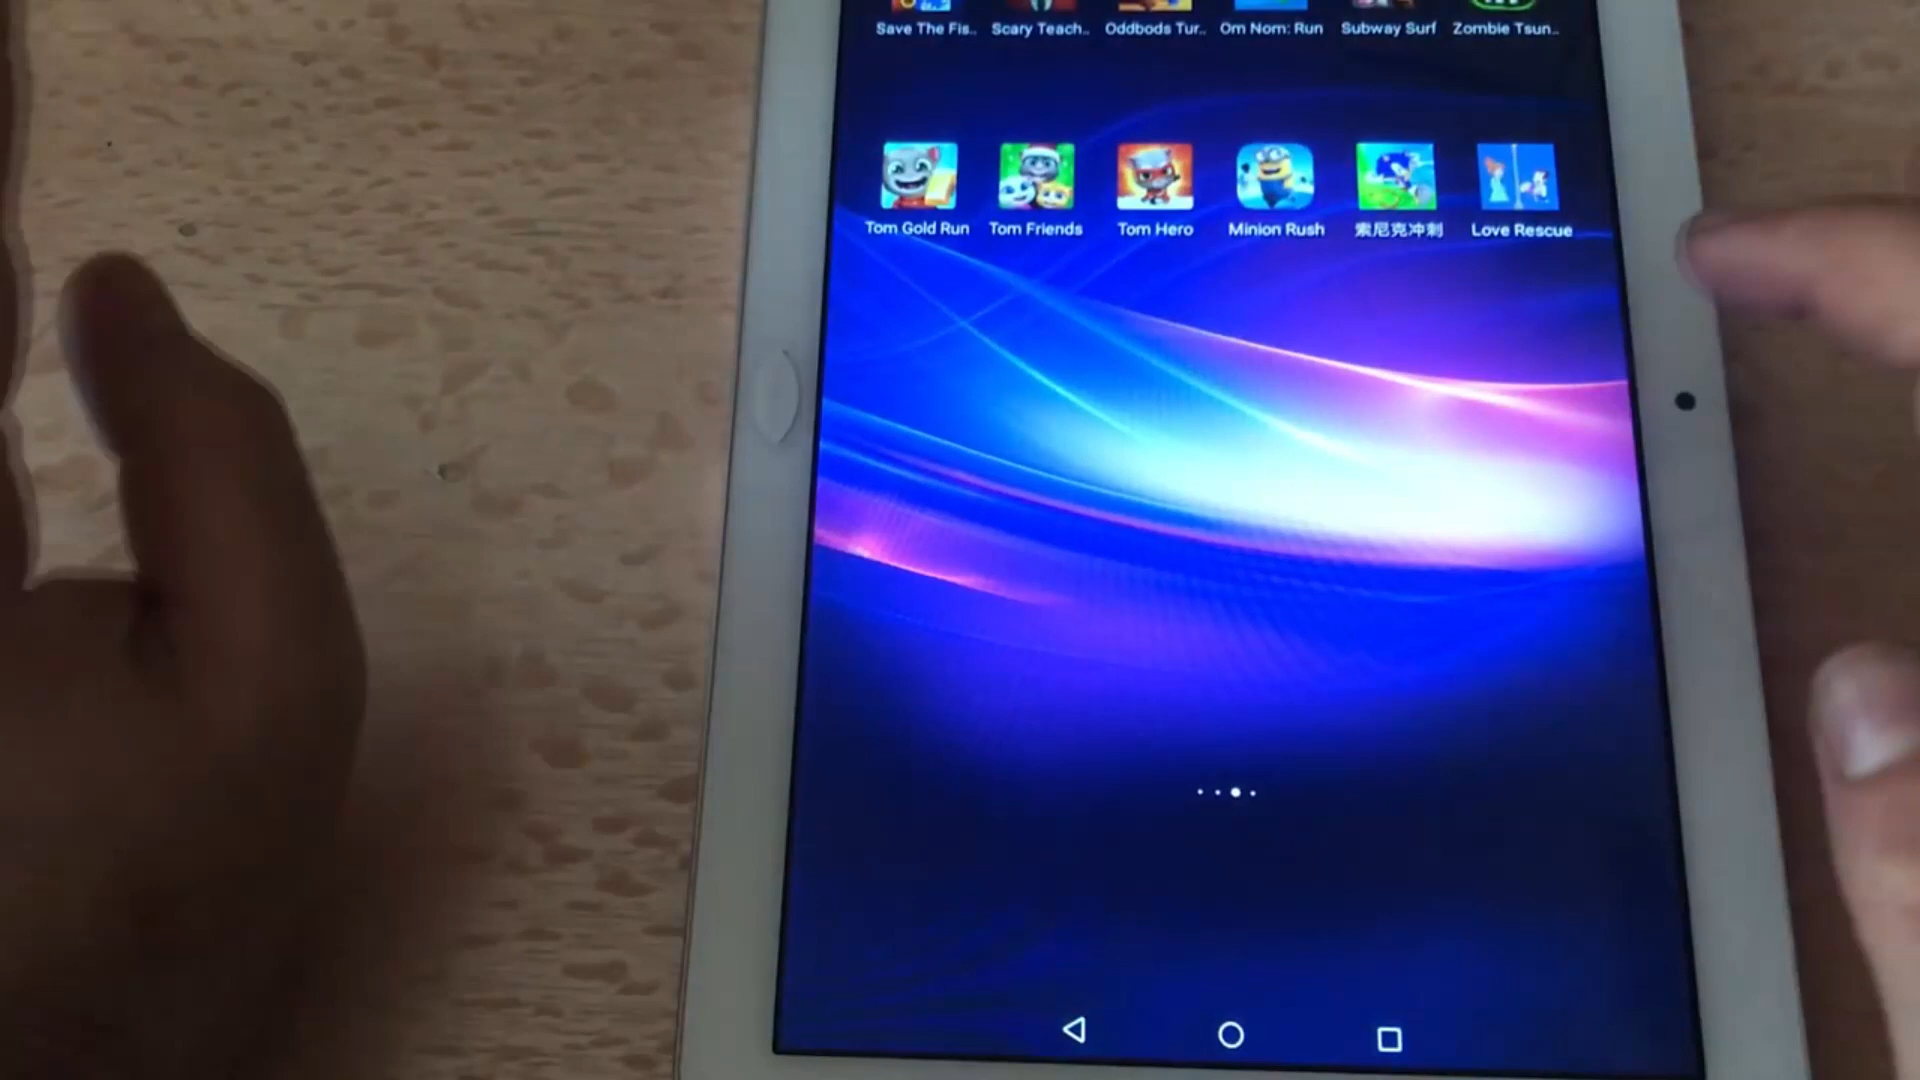 Save The Fis.. Scary Teach.. Oddbods Tur.. Om Nom: Run Subway Surf Zombie Tsun..
Tom Gold Run Tom Friends Tom Hero Minion Rush 索尼克冲刺 Love Rescue